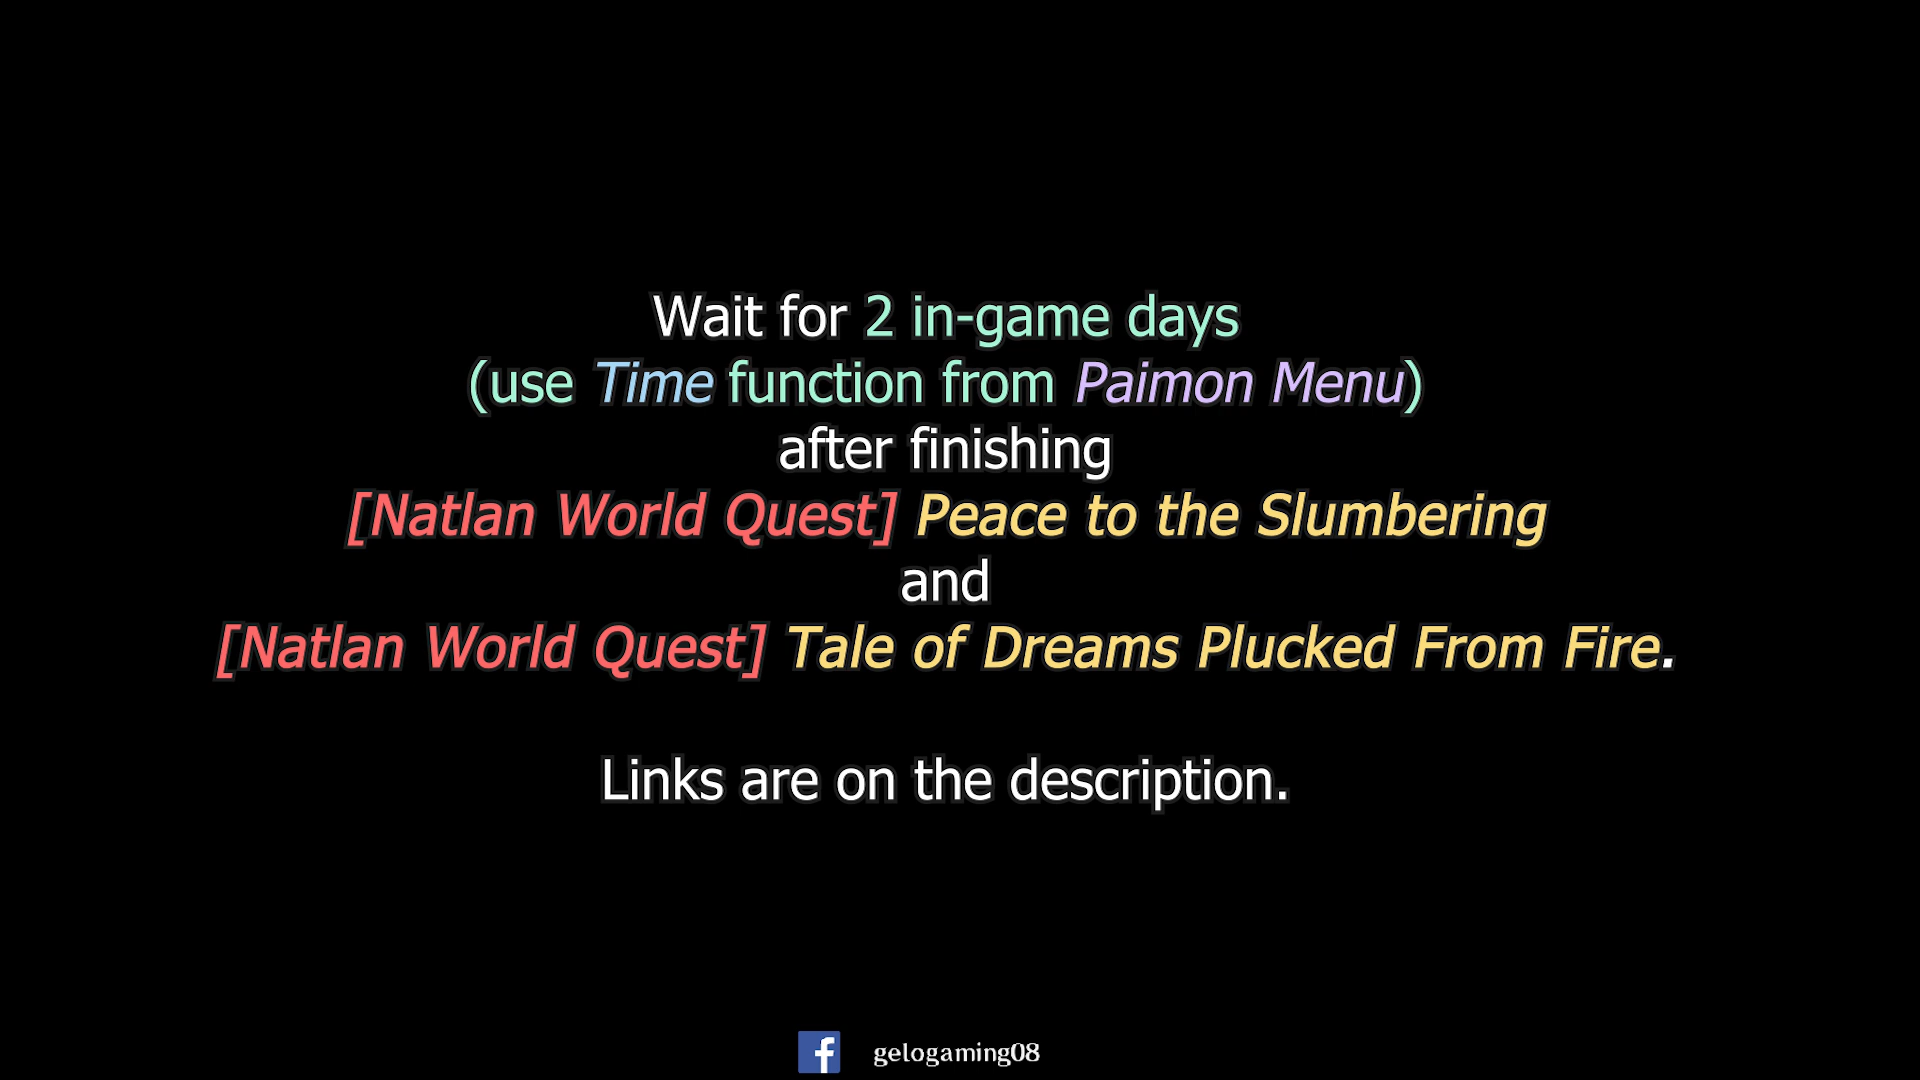 Wait for 2 in-game days
(use Time function from Paimon Menu)
after finishing
[Natlan World Quest] Peace to the Slumbering
and
[Natlan World Quest] Tale of Dreams Plucked From Fire.
Links are on the description.
gelogaming08